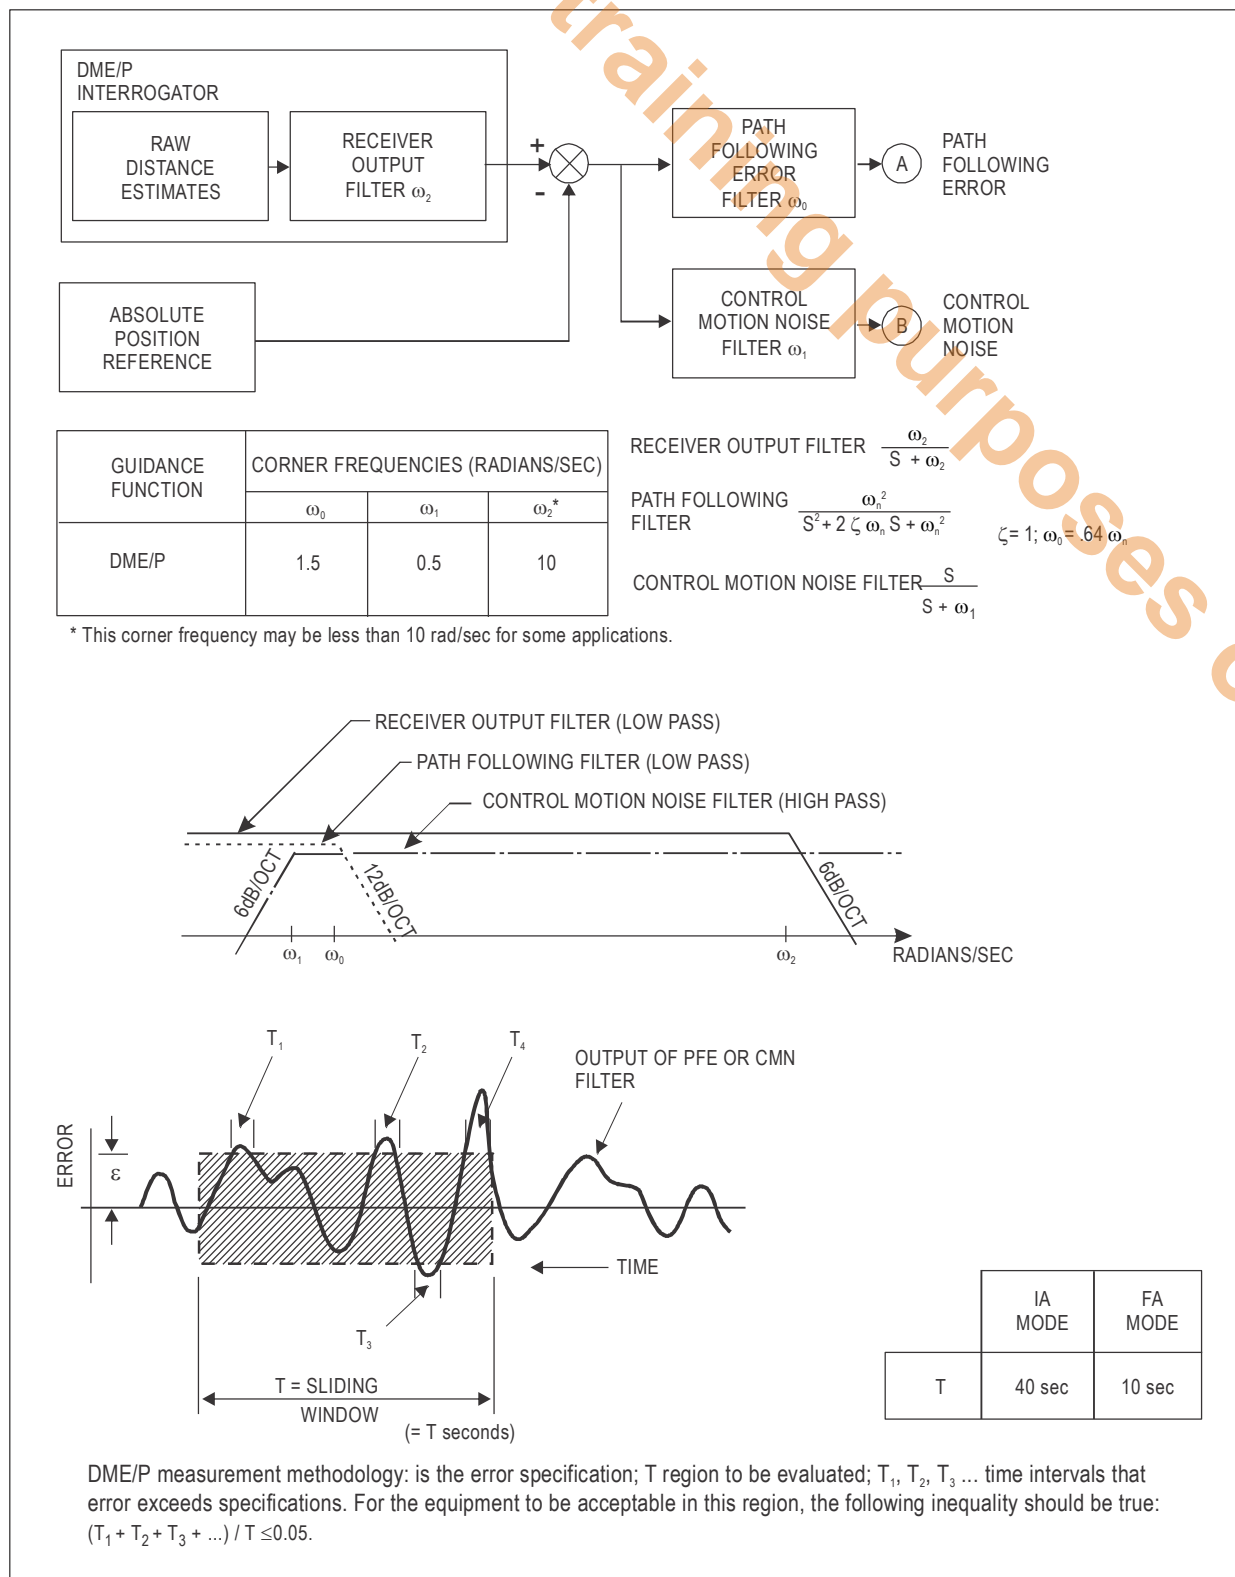 DME/P
INTERROGATOR
RAW
DISTANCE
ESTIMATES
RECEIVER
OUTPUT
FILTER ω₂
+
-
PATH
FOLLOWING
ERROR
FILTER ω₀
A
PATH
FOLLOWING
ERROR
ABSOLUTE
POSITION
REFERENCE
CONTROL
MOTION NOISE
FILTER ω₁
B
CONTROL
MOTION
NOISE
training purposes
GUIDANCE
FUNCTION
CORNER FREQUENCIES (RADIANS/SEC)
ω₀ ω₁ ω₂*
DME/P 1.5 0.5 10
* This corner frequency may be less than 10 rad/sec for some applications.
RECEIVER OUTPUT FILTER ω₂ / S + ω₂
PATH FOLLOWING
FILTER
ωₙ² / S² + 2 ζ ωₙ S + ωₙ²
ζ = 1; ω₀ = .64 ωₙ
CONTROL MOTION NOISE FILTER S / S + ω₁
RECEIVER OUTPUT FILTER (LOW PASS)
PATH FOLLOWING FILTER (LOW PASS)
CONTROL MOTION NOISE FILTER (HIGH PASS)
6dB/OCT
12dB/OCT
6dB/OCT
ω₁ ω₀ ω₂
RADIANS/SEC
T₁ T₂ T₄
OUTPUT OF PFE OR CMN
FILTER
ERROR
ε
TIME
T₃
T = SLIDING
WINDOW
(= T seconds)
IA
MODE
FA
MODE
T 40 sec 10 sec
DME/P measurement methodology: is the error specification; T region to be evaluated; T₁, T₂, T₃ ... time intervals that
error exceeds specifications. For the equipment to be acceptable in this region, the following inequality should be true:
(T₁ + T₂ + T₃ + ...) / T ≤0.05.